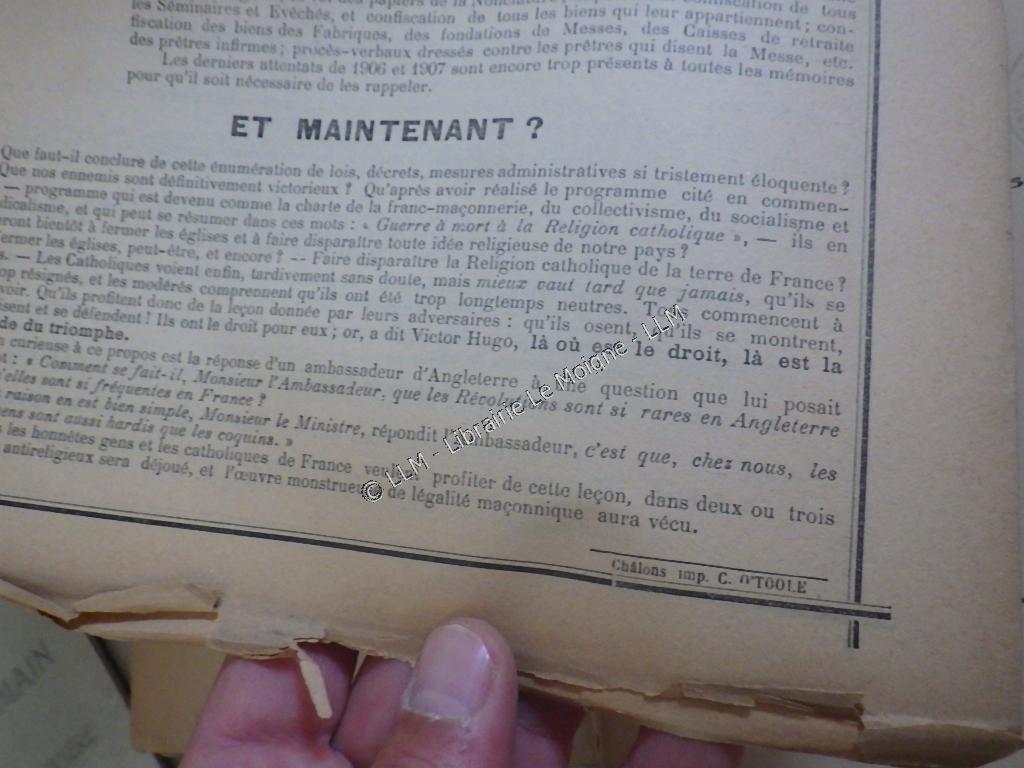 les Séminaires et Evêchés, et confiscation de tous les biens qui leur appartiennent ; con-
fiscation des biens des Fabriques, des fondations de Messes, des Caisses de retraite
des prêtres infirmes ; procès-verbaux dressés contre les prêtres qui disent la Messe, etc.
Les derniers attentats de 1906 et 1907 sont encore trop présents à toutes les mémoires
pour qu'il soit nécessaire de les rappeler.
ET MAINTENANT ?
Que faut-il conclure de cette énumération de lois, décrets, mesures administratives si tristement éloquente ?
Que nos ennemis sont définitivement victorieux ? Qu'après avoir réalisé le programme cité en commen-
— programme qui est devenu comme la charte de la franc-maçonnerie, du collectivisme, du socialisme et
dicalisme, et qui peut se résumer dans ces mots : « Guerre à mort à la Religion catholique », — ils en
ront bientôt à fermer les églises et à faire disparaître toute idée religieuse de notre pays ?
ermer les églises, peut-être, et encore ? -- Faire disparaître la Religion catholique de la terre de France ?
s. — Les Catholiques voient enfin, tardivement sans doute, mais mieux vaut tard que jamais, qu'ils se
op résignés, et les modérés comprennent qu'ils ont été trop longtemps neutres. Tous commencent à
voir. Qu'ils profitent donc de la leçon donnée par leurs adversaires : qu'ils osent, qu'ils se montrent,
issent et se défendent ! Ils ont le droit pour eux ; or, a dit Victor Hugo, là où est le droit, là est la
de du triomphe.
n curieuse à ce propos est la réponse d'un ambassadeur d'Angleterre à une question que lui posait
t : « Comment se fait-il, Monsieur l'Ambassadeur, que les Révolutions sont si rares en Angleterre
'elles sont si fréquentes en France ?
raison en est bien simple, Monsieur le Ministre, répondit l'ambassadeur, c'est que, chez nous, les
ens sont aussi hardis que les coquins. »
les honnêtes gens et les catholiques de France veulent profiter de cette leçon, dans deux ou trois
antireligieux sera déjoué, et l'œuvre monstrueuse de légalité maçonnique aura vécu.
Châlons imp. C. O'TOOLE
© LLM - Librairie Le Moigne - LLM